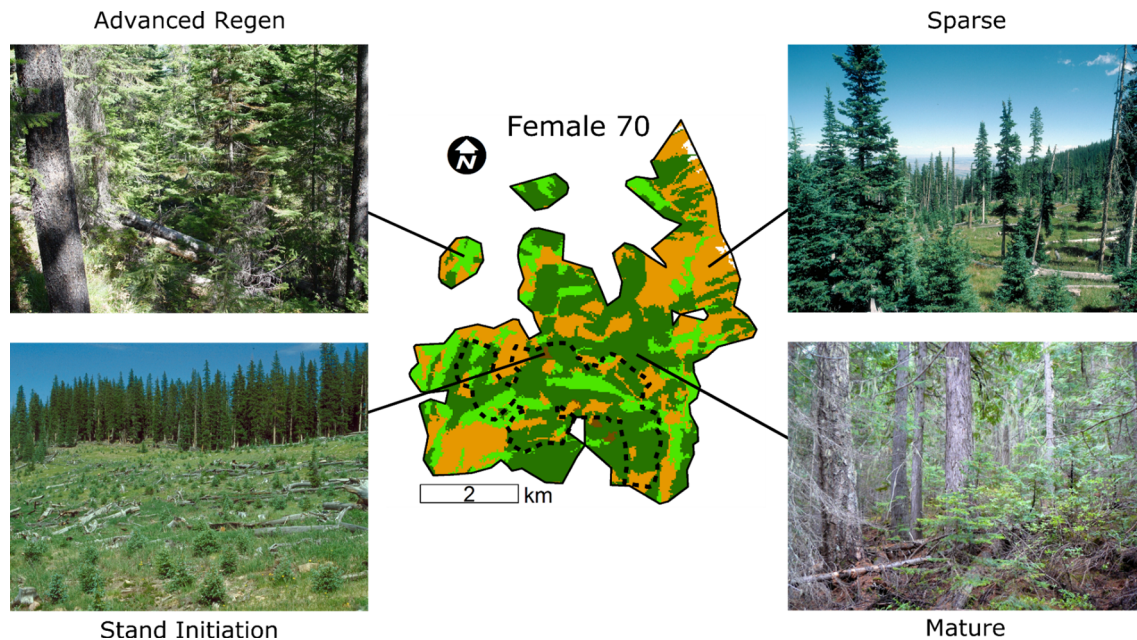 Advanced Regen
Sparse
Female 70
N
2 km
Stand Initiation
Mature